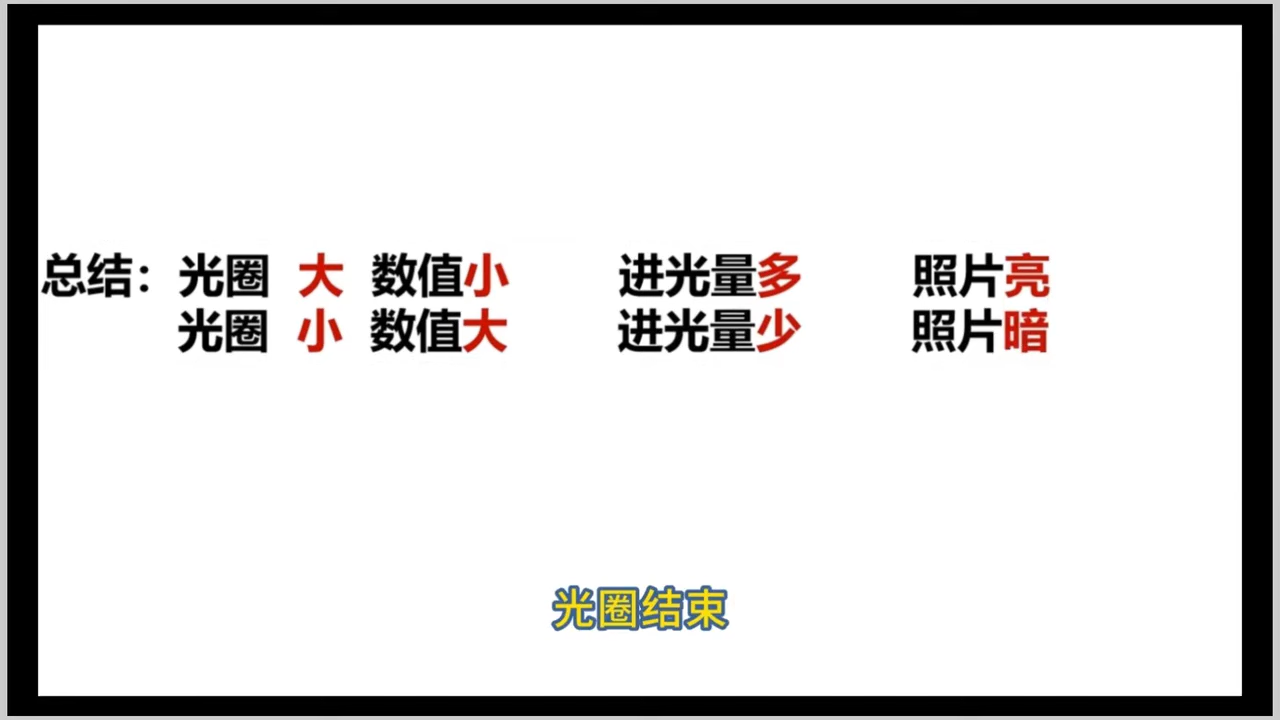 总结：光圈 大 数值小 进光量多 照片亮
光圈 小 数值大 进光量少 照片暗
光圈结束